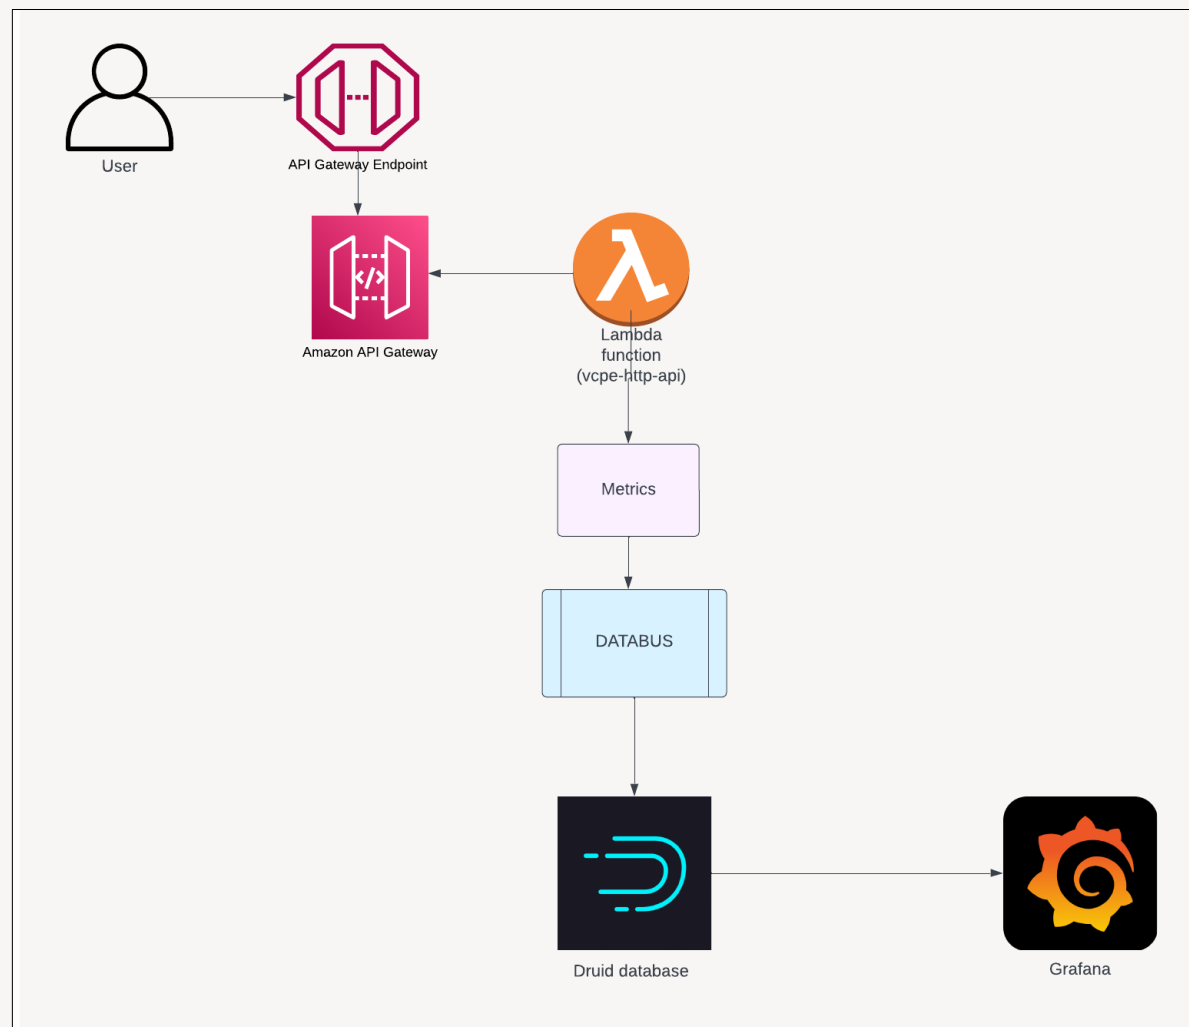 User
API Gateway Endpoint
Amazon API Gateway
Lambda
function
(vcpe-http-api)
Metrics
DATABUS
Druid database
Grafana